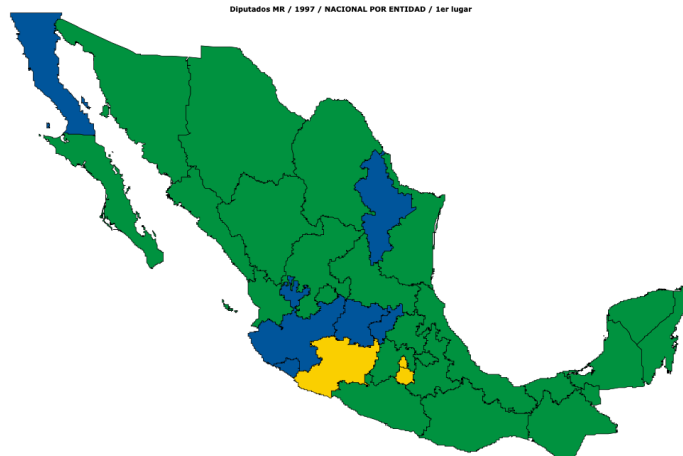 Diputados MR / 1997 / NACIONAL POR ENTIDAD / 1er lugar